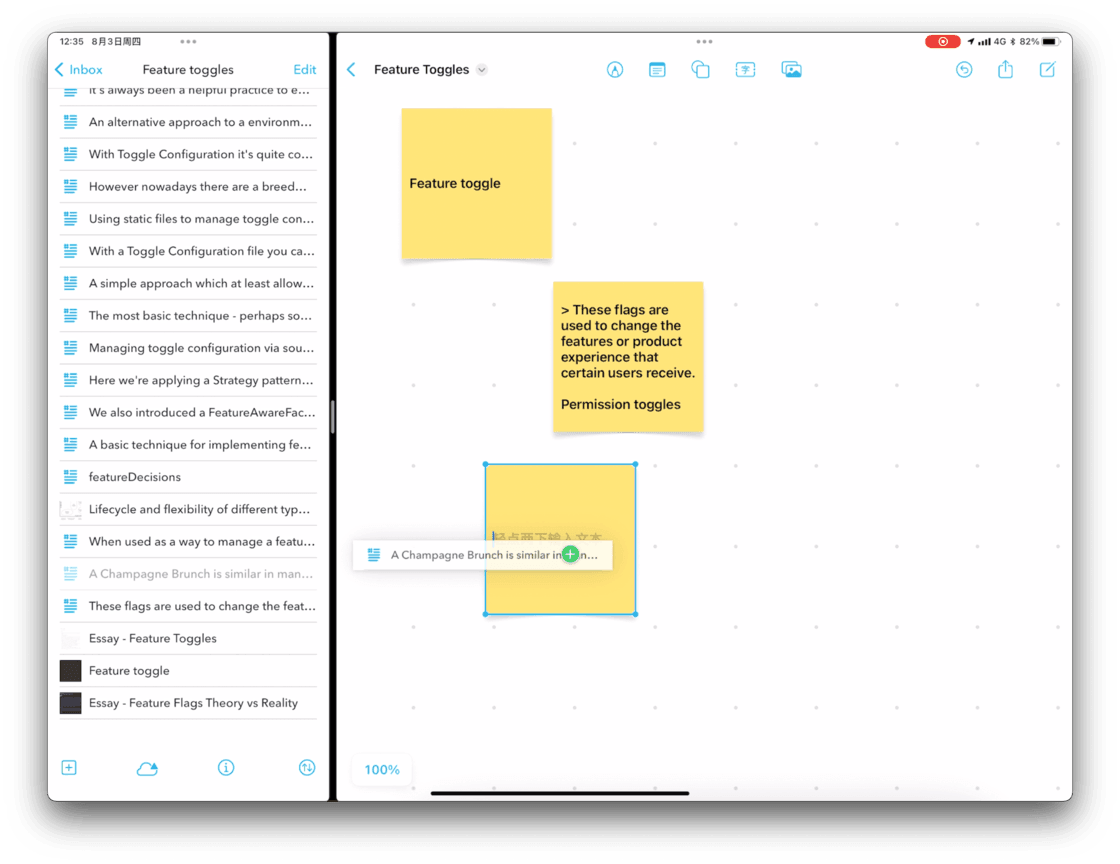 12:35 8月3日周四
4G 82%
Inbox
Feature toggles
Edit
It's always been a helpful practice to e...
An alternative approach to a environm...
With Toggle Configuration it's quite co...
However nowadays there are a breed...
Using static files to manage toggle con...
With a Toggle Configuration file you ca...
A simple approach which at least allow...
The most basic technique - perhaps so...
Managing toggle configuration via sou...
Here we're applying a Strategy pattern...
We also introduced a FeatureAwareFac...
A basic technique for implementing fe...
featureDecisions
Lifecycle and flexibility of different typ...
When used as a way to manage a featu...
A Champagne Brunch is similar in man...
These flags are used to change the feat...
Essay - Feature Toggles
Feature toggle
Essay - Feature Flags Theory vs Reality
Feature Toggles
字
Feature toggle
> These flags are
used to change the
features or product
experience that
certain users receive.
Permission toggles
轻点两下输入文本
A Champagne Brunch is similar in n...
100%